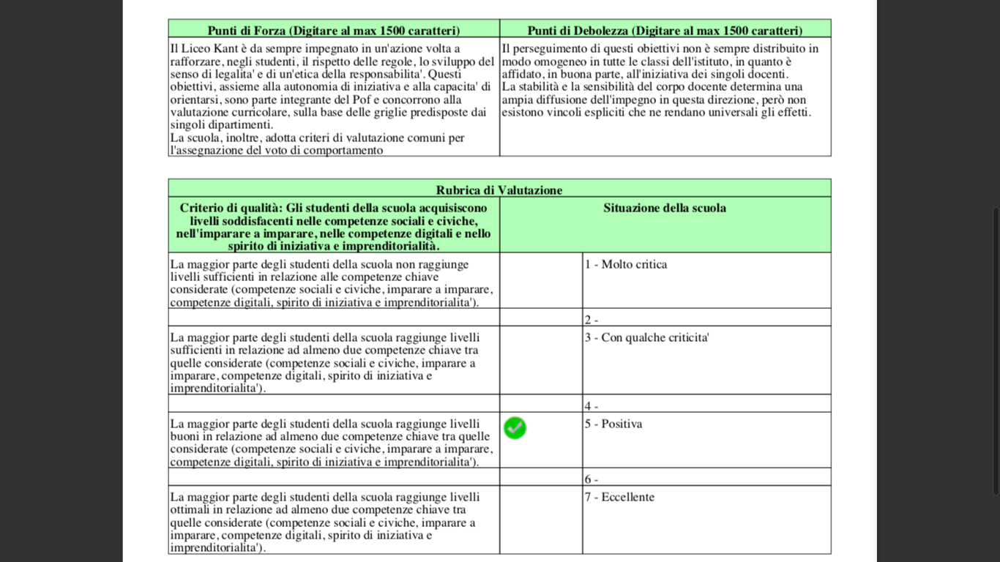 Punti di Forza (Digitare al max 1500 caratteri)
Punti di Debolezza (Digitare al max 1500 caratteri)
Il Liceo Kant è da sempre impegnato in un'azione volta a
rafforzare, negli studenti, il rispetto delle regole, lo sviluppo del
senso di legalita' e di un'etica della responsabilita'. Questi
obiettivi, assieme alla autonomia di iniziativa e alla capacita' di
orientarsi, sono parte integrante del Pof e concorrono alla
valutazione curricolare, sulla base delle griglie predisposte dai
singoli dipartimenti.
La scuola, inoltre, adotta criteri di valutazione comuni per
l'assegnazione del voto di comportamento
Il perseguimento di questi obiettivi non è sempre distribuito in
modo omogeneo in tutte le classi dell'istituto, in quanto è
affidato, in buona parte, all'iniziativa dei singoli docenti.
La stabilità e la sensibilità del corpo docente determina una
ampia diffusione dell'impegno in questa direzione, però non
esistono vincoli espliciti che ne rendano universali gli effetti.
Rubrica di Valutazione
Criterio di qualità: Gli studenti della scuola acquisiscono
livelli soddisfacenti nelle competenze sociali e civiche,
nell'imparare a imparare, nelle competenze digitali e nello
spirito di iniziativa e imprenditorialità.
Situazione della scuola
La maggior parte degli studenti della scuola non raggiunge
livelli sufficienti in relazione alle competenze chiave
considerate (competenze sociali e civiche, imparare a imparare,
competenze digitali, spirito di iniziativa e imprenditorialita').
1 - Molto critica
2 -
La maggior parte degli studenti della scuola raggiunge livelli
sufficienti in relazione ad almeno due competenze chiave tra
quelle considerate (competenze sociali e civiche, imparare a
imparare, competenze digitali, spirito di iniziativa e
imprenditorialita').
3 - Con qualche criticita'
4 -
La maggior parte degli studenti della scuola raggiunge livelli
buoni in relazione ad almeno due competenze chiave tra quelle
considerate (competenze sociali e civiche, imparare a imparare,
competenze digitali, spirito di iniziativa e imprenditorialita').
5 - Positiva
6 -
La maggior parte degli studenti della scuola raggiunge livelli
ottimali in relazione ad almeno due competenze chiave tra
quelle considerate (competenze sociali e civiche, imparare a
imparare, competenze digitali, spirito di iniziativa e
imprenditorialita').
7 - Eccellente